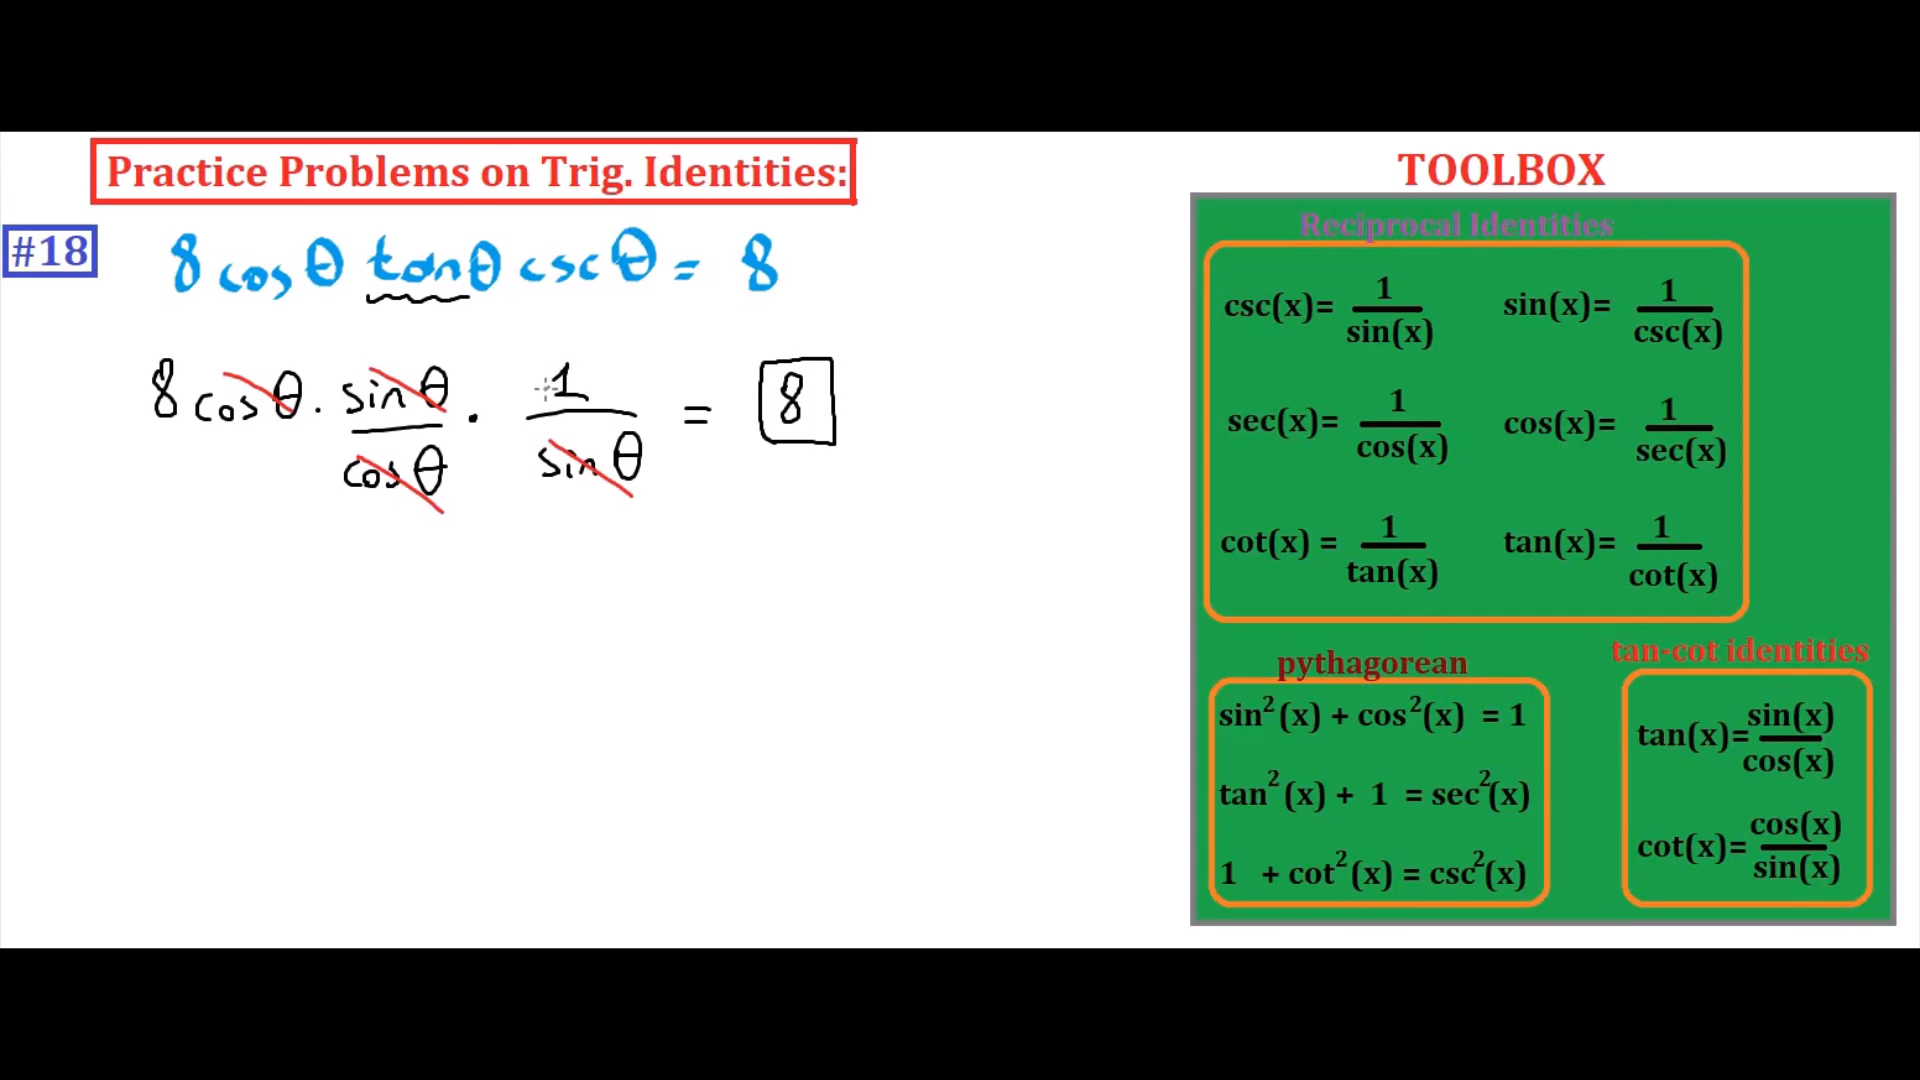 Practice Problems on Trig. Identities:
#18
8 cos θ tan θ csc θ = 8
8 cos θ · sin θ / cos θ · 1 / sin θ = 8
TOOLBOX
Reciprocal Identities
csc(x)= 1 / sin(x) sin(x)= 1 / csc(x)
sec(x)= 1 / cos(x) cos(x)= 1 / sec(x)
cot(x) = 1 / tan(x) tan(x)= 1 / cot(x)
pythagorean
sin²(x) + cos²(x) = 1
tan²(x) + 1 = sec²(x)
1 + cot²(x) = csc²(x)
tan-cot identities
tan(x)= sin(x) / cos(x)
cot(x)= cos(x) / sin(x)